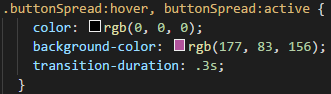 .buttonSpread:hover, buttonSpread:active {
color: rgb(0, 0, 0);
background-color: rgb(177, 83, 156);
transition-duration: .3s;
}